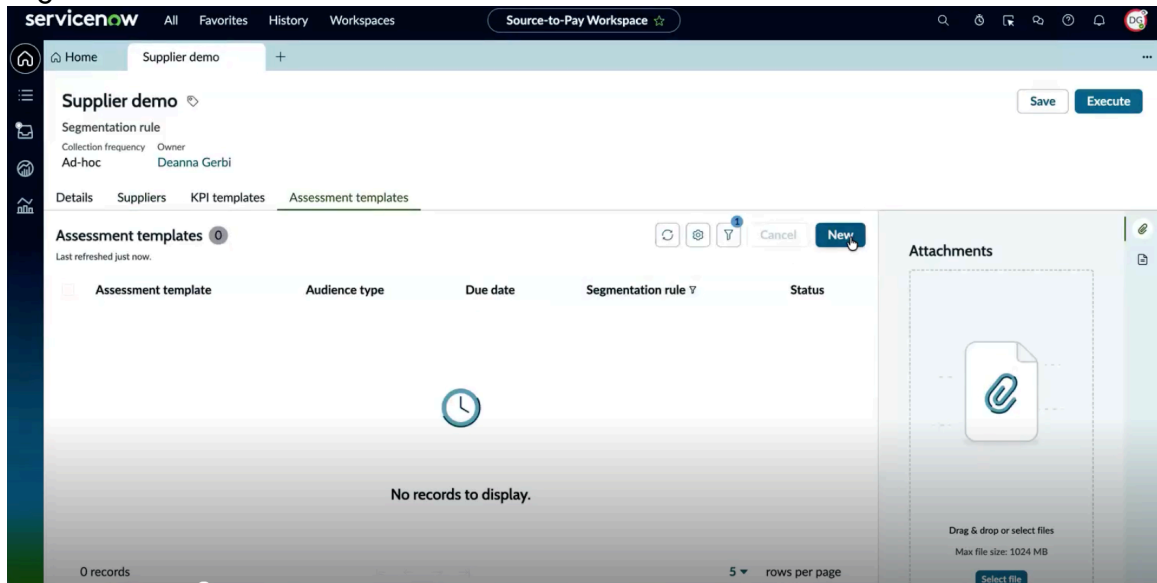 servicenow All Favorites History Workspaces Source-to-Pay Workspace DG
Home Supplier demo
Supplier demo Save Execute
Segmentation rule
Collection frequency Owner
Ad-hoc Deanna Gerbi
Details Suppliers KPI templates Assessment templates
Assessment templates 0 1 Cancel New
Last refreshed just now.
Attachments
Assessment template Audience type Due date Segmentation rule Status
No records to display.
Drag & drop or select files
Max file size: 1024 MB
Select file
0 records 5 rows per page